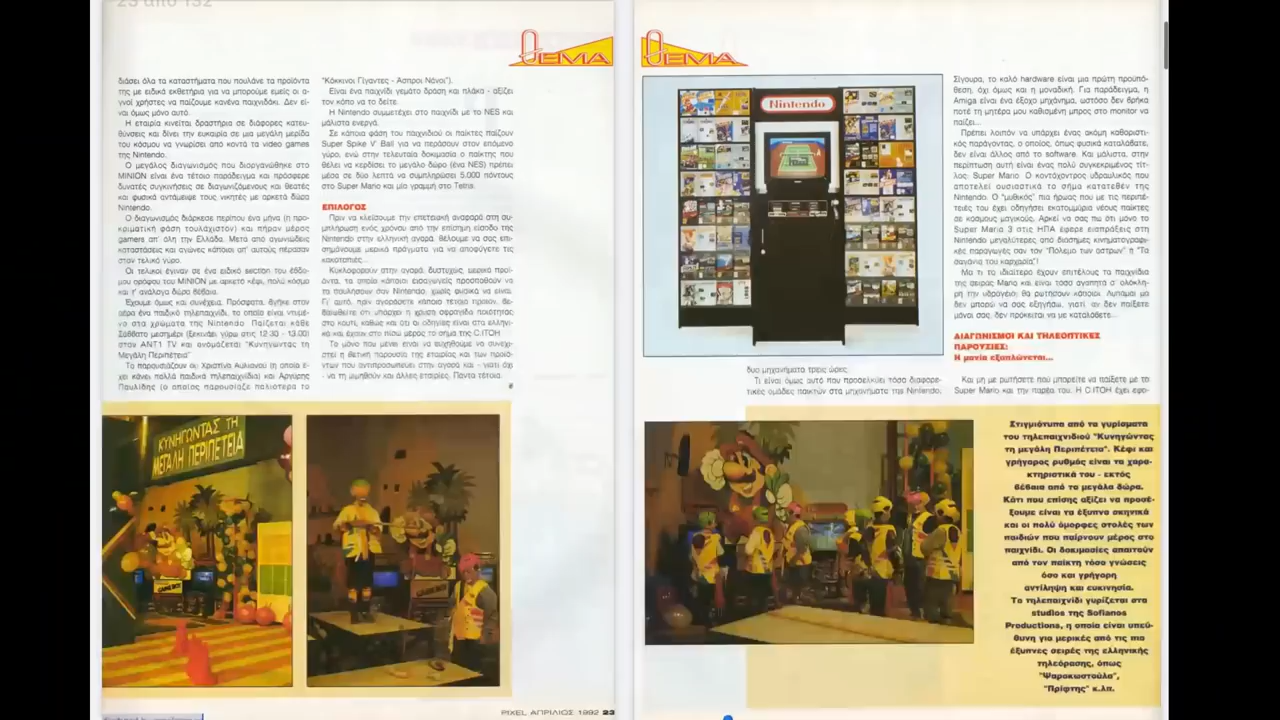 23 από 132
ΘΕΜΑ
διάσει όλα τα καταστήματα που πουλάνε τα προϊόντα
της με ειδικά εκθετήρια για να μπορούμε εμείς οι α-
γνοί χρήστες να παίξουμε κανένα παιχνιδάκι. Δεν εί-
ναι όμως μόνο αυτό.
Η εταιρία κινείται δραστήρια σε διάφορες κατευ-
θύνσεις και δίνει την ευκαιρία σε μια μεγάλη μερίδα
του κόσμου να γνωρίσει από κοντά τα video games
της Nintendo.
Ο μεγάλος διαγωνισμός που διοργανώθηκε στο
MINION είναι ένα τέτοιο παράδειγμα και πρόσφερε
δυνατές συγκινήσεις σε διαγωνιζόμενους και θεατές
και φυσικά αντάμειψε τους νικητές με αρκετά δώρα
Nintendo.
Ο διαγωνισμός διάρκεσε περίπου ένα μήνα (η προ-
κριματική φάση τουλάχιστον) και πήραν μέρος
gamers απ' όλη την Ελλάδα. Μετά από αγωνιώδεις
καταστάσεις και αγώνες κάποιοι απ' αυτούς πέρασαν
στον τελικό γύρο.
Οι τελικοί έγιναν σε ένα ειδικό section του έβδο-
μου ορόφου του MINION με αρκετό κέφι, πολύ κόσμο
και τ' ανάλογα δώρα βέβαια.
Έχουμε όμως και συνέχεια. Πρόσφατα, βγήκε στον
αέρα ένα παιδικό τηλεπαιχνίδι, το οποίο είναι ντυμέ-
νο στα χρώματα της Nintendo. Παίζεται κάθε
Σάββατο μεσημέρι (ξεκινάει γύρω στις 12:30 - 13.00)
στον ΑΝΤ1 TV και ονομάζεται "Κυνηγώντας τη
Μεγάλη Περιπέτεια"
Το παρουσιάζουν οι: Χριστίνα Αυλιανού (η οποία έ-
χει κάνει πολλά παιδικά τηλεπαιχνίδια) και Αργύρης
Παυλίδης (ο οποίος παρουσίαζε παλιότερα το
"Κόκκινοι Γίγαντες - Άσπροι Νάνοι").
Είναι ένα παιχνίδι γεμάτο δράση και πλάκα - αξίζει
τον κόπο να το δείτε.
Η Nintendo συμμετέχει στο παιχνίδι με το NES και
μάλιστα ενεργά.
Σε κάποια φάση του παιχνιδιού οι παίκτες παίζουν
Super Spike V' Ball για να περάσουν στον επόμενο
γύρο, ενώ στην τελευταία δοκιμασία ο παίκτης που
θέλει να κερδίσει το μεγάλο δώρο (ένα NES) πρέπει
μέσα σε δύο λεπτά να συμπληρώσει 5.000 πόντους
στο Super Mario και μία γραμμή στο Tetris.
ΕΠΙΛΟΓΟΣ
Πριν να κλείσουμε την επετειακή αναφορά στη συ-
μπλήρωση ενός χρόνου από την επίσημη είσοδο της
Nintendo στην ελληνική αγορά, θέλουμε να σας επι-
σημάνουμε μερικά πράγματα για να αποφύγετε τις
κακοτοπιές...
Κυκλοφορούν στην αγορά, δυστυχώς, μερικά προϊ-
όντα, τα οποία κάποιοι εισαγωγείς προσπαθούν να
τα πουλήσουν σαν Nintendo, χωρίς φυσικά να είναι.
Γι' αυτό, πριν αγοράσετε κάποιο τέτοιο προϊόν, βε-
βαιωθείτε ότι υπάρχει η χρυσή σφραγίδα ποιότητας
στο κουτί, καθώς και ότι οι οδηγίες είναι στα ελληνι-
κά και έχουν στο πίσω μέρος το σήμα της C.ITOH
Το μόνο που μένει είναι να ευχηθούμε να συνεχι-
στεί η θετική παρουσία της εταιρίας και των προϊό-
ντων που αντιπροσωπεύει στην αγορά και - γιατί όχι
- να τη μιμηθούν και άλλες εταιρίες. Πάντα τέτοια.
ΚΥΝΗΓΩΝΤΑΣ ΤΗ
ΜΕΓΑΛΗ ΠΕΡΙΠΕΤΕΙΑ
PIXEL ΑΠΡΙΛΙΟΣ 1992 23
ΘΕΜΑ
Nintendo
δυο μηχανήματα τρεις ώρες.
Τι είναι όμως αυτό που προσελκύει τόσο διαφορε-
τικές ομάδες παικτών στα μηχανήματα της Nintendo;
Σίγουρα, το καλό hardware είναι μια πρώτη προϋπό-
θεση, όχι όμως και η μοναδική. Για παράδειγμα, η
Amiga είναι ένα έξοχο μηχάνημα, ωστόσο δεν βρήκα
ποτέ τη μητέρα μου καθισμένη μπρος στο monitor να
παίζει...
Πρέπει λοιπόν να υπάρχει ένας ακόμη καθοριστι-
κός παράγοντας, ο οποίος, όπως φυσικά καταλάβατε,
δεν είναι άλλος από το software. Και μάλιστα, στην
περίπτωση αυτή είναι ένας πολύ συγκεκριμένος τίτ-
λος: Super Mario. Ο κοντόχοντρος υδραυλικός που
αποτελεί ουσιαστικά το σήμα κατατεθέν της
Nintendo. Ο "μυθικός" πια ήρωας που με τις περιπέ-
τειές του έχει οδηγήσει εκατομμύρια νέους παίκτες
σε κόσμους μαγικούς. Αρκεί να σας πω ότι μόνο το
Super Mario 3 στις ΗΠΑ έφερε εισπράξεις στη
Nintendo μεγαλύτερες από διάσημες κινηματογραφι-
κές παραγωγές σαν τον "Πόλεμο των άστρων" ή "Τα
σαγόνια του καρχαρία"!
Μα τι το ιδιαίτερο έχουν επιτέλους τα παιχνίδια
της σειράς Mario και είναι τόσο αγαπητά σ' ολόκλη-
ρη την υδρόγειο; θα ρωτήσουν κάποιοι. Λυπάμαι μα
δεν μπορώ να σας εξηγήσω, γιατί αν δεν παίξετε
μόνοι σας, δεν πρόκειται να με καταλάβετε...
ΔΙΑΓΩΝΙΣΜΟΙ ΚΑΙ ΤΗΛΕΟΠΤΙΚΕΣ
ΠΑΡΟΥΣΙΕΣ:
Η μανία εξαπλώνεται...
Και μη με ρωτήσετε που μπορείτε να παίξετε με το
Super Mario και την παρέα του. Η C.ITOH έχει εφο-
Στιγμιότυπα από τα γυρίσματα
του τηλεπαιχνιδιού "Κυνηγώντας
τη μεγάλη Περιπέτεια". Κέφι και
γρήγορος ρυθμός είναι τα χαρα-
κτηριστικά του - εκτός
βέβαια από τα μεγάλα δώρα.
Κάτι που επίσης αξίζει να προσέ-
ξουμε είναι τα έξυπνα σκηνικά
και οι πολύ όμορφες στολές των
παιδιών που παίρνουν μέρος στο
παιχνίδι. Οι δοκιμασίες απαιτούν
από τον παίκτη τόσο γνώσεις
όσο και γρήγορη
αντίληψη και ευκινησία.
Το τηλεπαιχνίδι γυρίζεται στα
studios της Sofianos
Productions, η οποία είναι υπεύ-
θυνη για μερικές από τις πιο
έξυπνες σειρές της ελληνικής
τηλεόρασης, όπως
"Ψαροκωστούλα",
"Πρίφτης" κ.λπ.